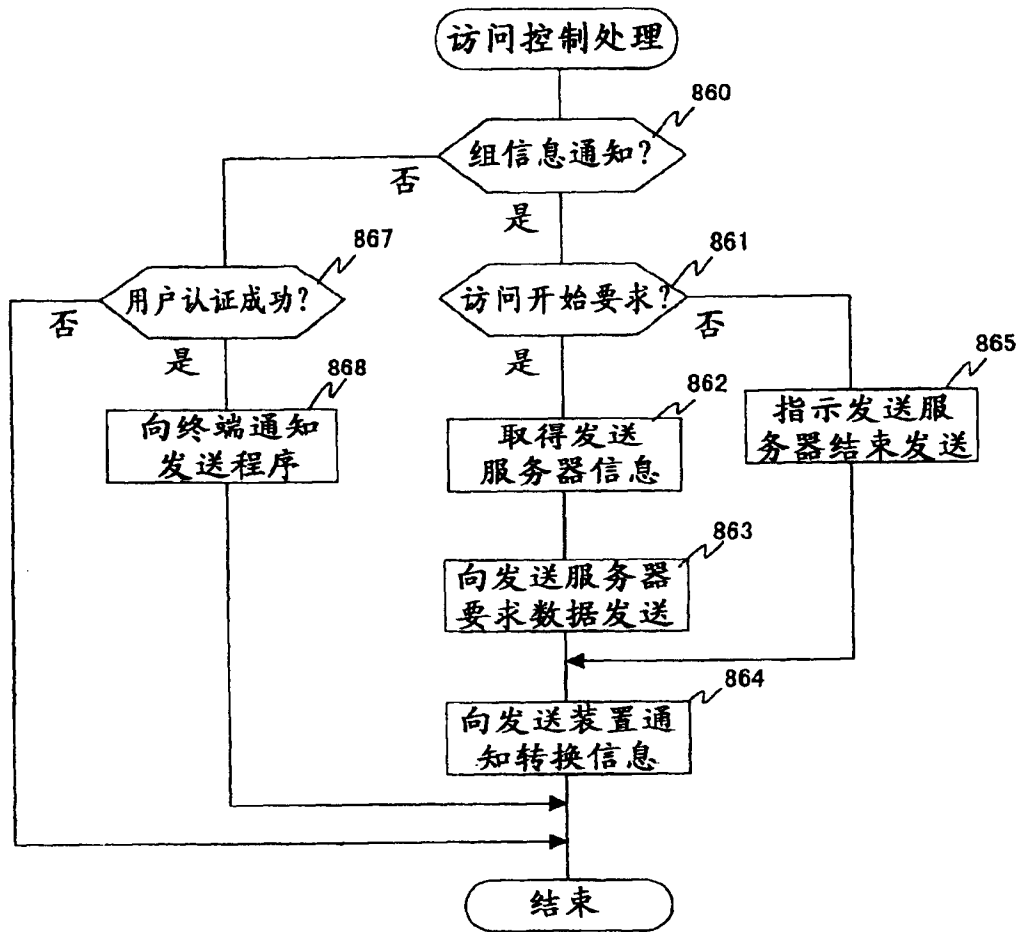 访问控制处理
860
组信息通知?
否
是
867
861
用户认证成功?
访问开始要求?
否
是
是
否
868
862
865
向终端通知
发送程序
取得发送
服务器信息
指示发送服
务器结束发送
863
向发送服务器
要求数据发送
864
向发送装置通
知转换信息
结束